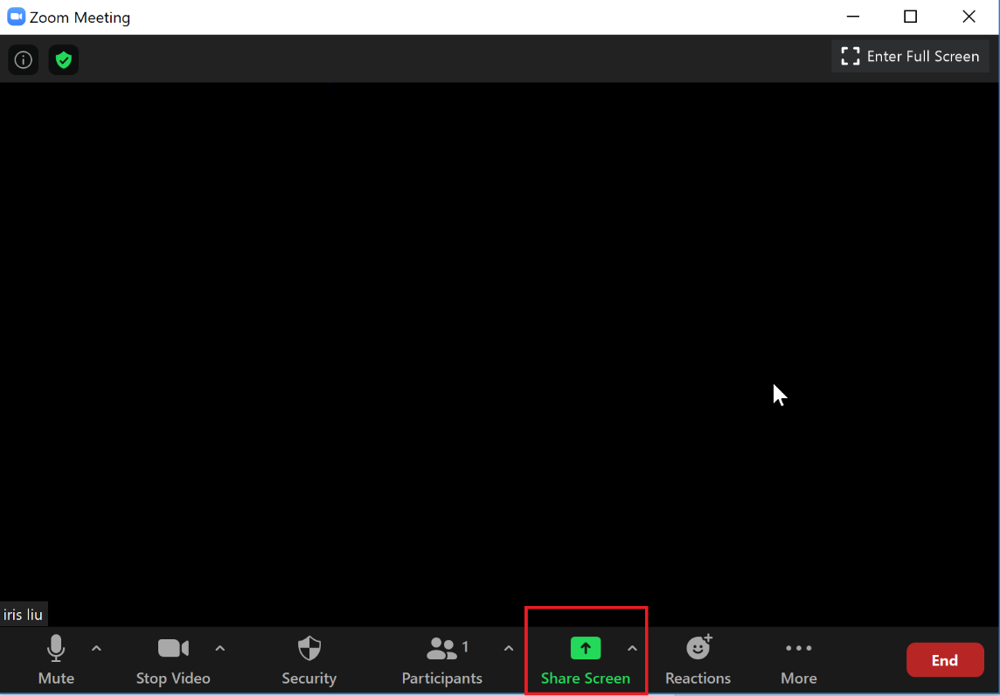 Zoom Meeting
Enter Full Screen
iris liu
1
Mute Stop Video Security Participants Share Screen Reactions More End